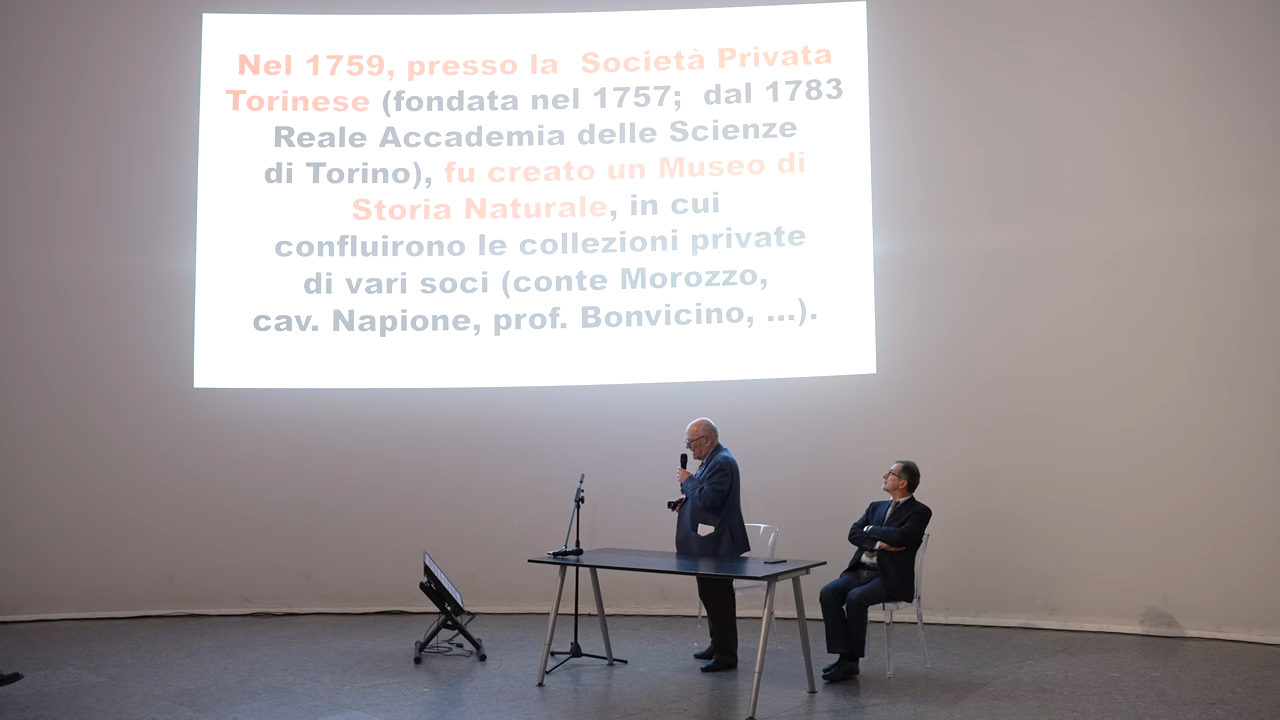 Nel 1759, presso la Società Privata
Torinese (fondata nel 1757; dal 1783
Reale Accademia delle Scienze
di Torino), fu creato un Museo di
Storia Naturale, in cui
confluirono le collezioni private
di vari soci (conte Morozzo,
cav. Napione, prof. Bonvicino, ...).